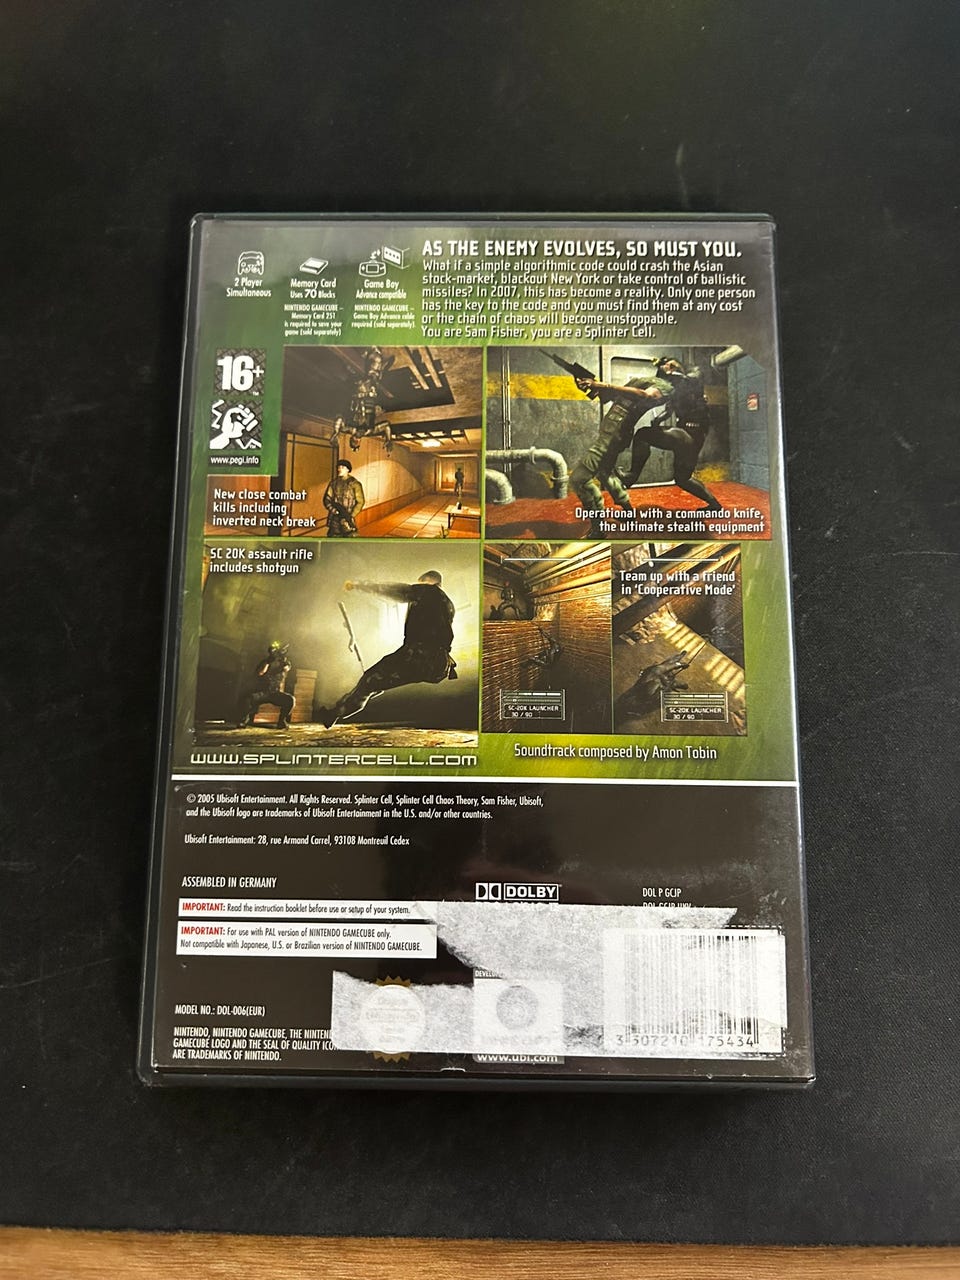 AS THE ENEMY EVOLVES, SO MUST YOU.
What if a simple algorithmic code could crash the Asian
stock-market, blackout New York or take control of ballistic
missiles? In 2007, this has become a reality. Only one person
has the key to the code and you must find them at any cost
or the chain of chaos will become unstoppable.
You are Sam Fisher, you are a Splinter Cell.
2 Player
Simultaneous
Memory Card
Uses 70 Blocks
NINTENDO GAMECUBE –
Memory Card 251
is required to save your
game (sold separately)
Game Boy
Advance compatible
NINTENDO GAMECUBE –
Game Boy Advance cable
required (sold separately).
16+
www.pegi.info
New close combat
kills including
inverted neck break
Operational with a commando knife,
the ultimate stealth equipment
SC 20K assault rifle
includes shotgun
Team up with a friend
in 'Cooperative Mode'
SC-20K LAUNCHER
30 / 90
SC-20K LAUNCHER
30 / 90
WWW.SPLINTERCELL.COM
Soundtrack composed by Amon Tobin
© 2005 Ubisoft Entertainment. All Rights Reserved. Splinter Cell, Splinter Cell Chaos Theory, Sam Fisher, Ubisoft,
and the Ubisoft logo are trademarks of Ubisoft Entertainment in the U.S. and/or other countries.
Ubisoft Entertainment: 28, rue Armand Carrel, 93108 Montreuil Cedex
ASSEMBLED IN GERMANY
DOLBY
DOL P GCJP
IMPORTANT: Read the instruction booklet before use or setup of your system.
IMPORTANT: For use with PAL version of NINTENDO GAMECUBE only.
Not compatible with Japanese, U.S. or Brazilian version of NINTENDO GAMECUBE.
MODEL NO.: DOL-006(EUR)
NINTENDO, NINTENDO GAMECUBE, THE
GAMECUBE LOGO AND THE SEAL OF QUALITY
ARE TRADEMARKS OF NINTENDO.
www.ubi.com
3 307210 175434